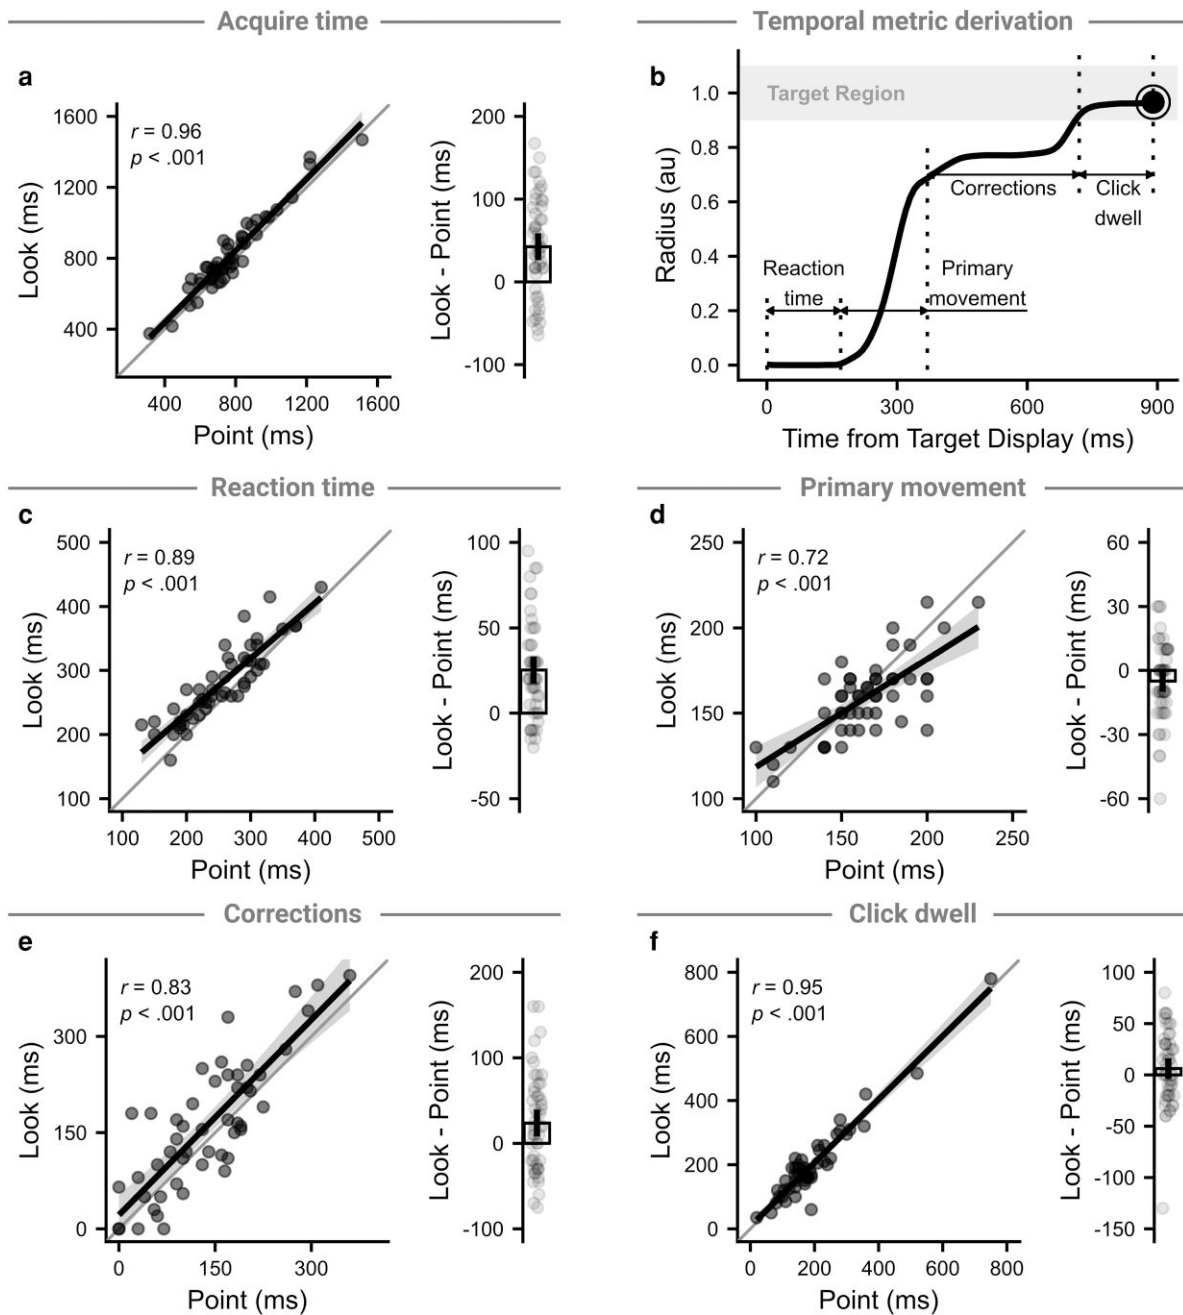 Acquire time
Temporal metric derivation
a
1600
1200
800
400
Look (ms)
r = 0.96
p < .001
400 800 1200 1600
Point (ms)
200
100
0
-100
Look - Point (ms)
b
1.0
0.8
0.6
0.4
0.2
0.0
Radius (au)
Target Region
Corrections
Click
dwell
Reaction
time
Primary
movement
0 300 600 900
Time from Target Display (ms)
Reaction time
Primary movement
c
500
400
300
200
100
Look (ms)
r = 0.89
p < .001
100 200 300 400 500
Point (ms)
100
50
0
-50
Look - Point (ms)
d
250
200
150
100
Look (ms)
r = 0.72
p < .001
100 150 200 250
Point (ms)
60
30
0
-30
-60
Look - Point (ms)
Corrections
Click dwell
e
300
150
0
Look (ms)
r = 0.83
p < .001
0 150 300
Point (ms)
200
100
0
-100
Look - Point (ms)
f
800
600
400
200
0
Look (ms)
r = 0.95
p < .001
0 200 400 600 800
Point (ms)
100
50
0
-50
-100
-150
Look - Point (ms)